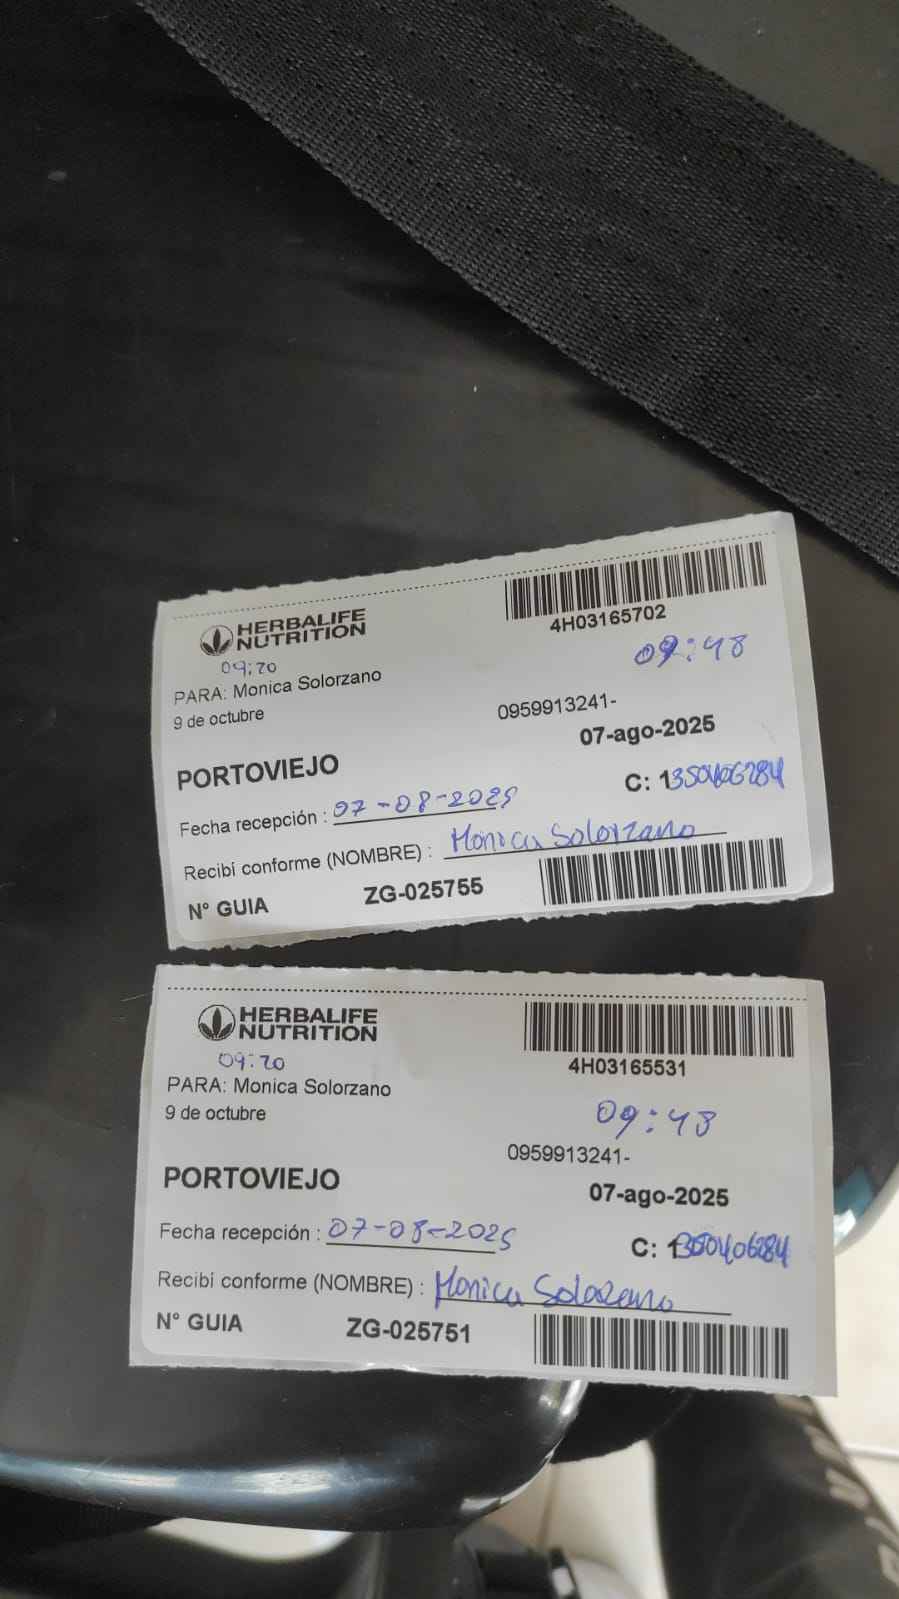 HERBALIFE
NUTRITION
4H03165702
09:20
09:48
PARA: Monica Solorzano
9 de octubre
0959913241-
07-ago-2025
PORTOVIEJO
C: 1350406284
Fecha recepción : 07-08-2025
Recibí conforme (NOMBRE) : Monica Solorzano
N° GUIA ZG-025755
HERBALIFE
NUTRITION
4H03165531
09:20
09:48
PARA: Monica Solorzano
9 de octubre
0959913241-
07-ago-2025
PORTOVIEJO
Fecha recepción : 07-08-2025
C: 1350406284
Recibí conforme (NOMBRE) : Monica Solorzano
N° GUIA ZG-025751